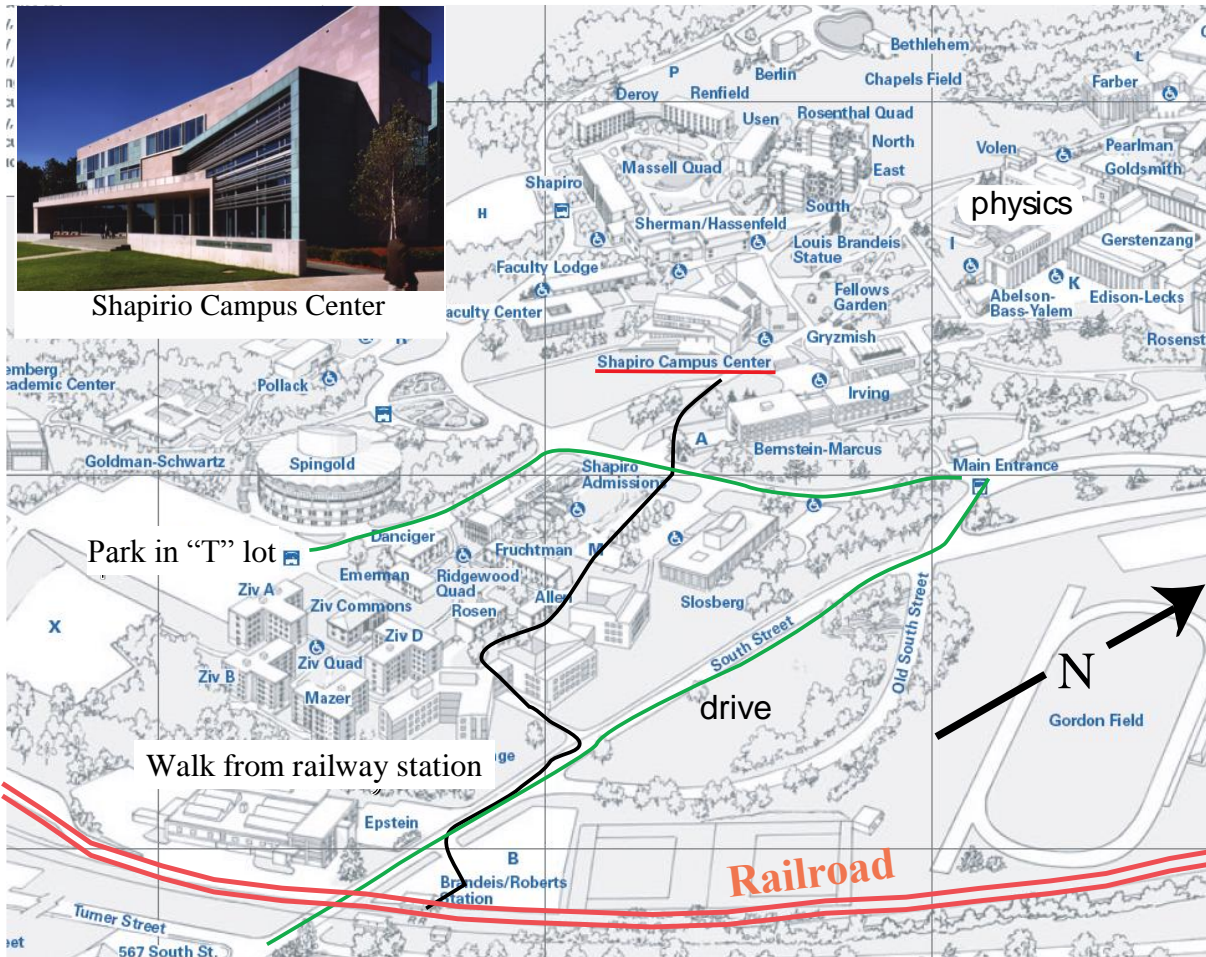 Shapirio Campus Center
Bethlehem
P
Berlin
Chapels Field
L
Farber
Deroy
Renfield
Usen
Rosenthal Quad
North
East
South
Volen
Pearlman
Goldsmith
Massell Quad
Shapiro
H
physics
I
Gerstenzang
Sherman/Hassenfeld
Louis Brandeis
Statue
Faculty Lodge
Fellows
Garden
K
Abelson-
Bass-Yalem
Edison-Lecks
aculty Center
Gryzmish
Rosenst
Shapiro Campus Center
emberg
cademic Center
Pollack
Irving
A
Bernstein-Marcus
Goldman-Schwartz
Spingold
Shapiro
Admissions
Main Entrance
Park in “T” lot
Danciger
Fruchtman
M
Emerman
Ridgewood
Quad
Allen
Slosberg
Rosen
Ziv A
Ziv Commons
Ziv D
X
Ziv Quad
Ziv B
Mazer
South Street
Old South Street
N
drive
Gordon Field
Walk from railway station
ge
Epstein
B
Brandeis/Roberts
Station
Railroad
Turner Street
eet
567 South St.